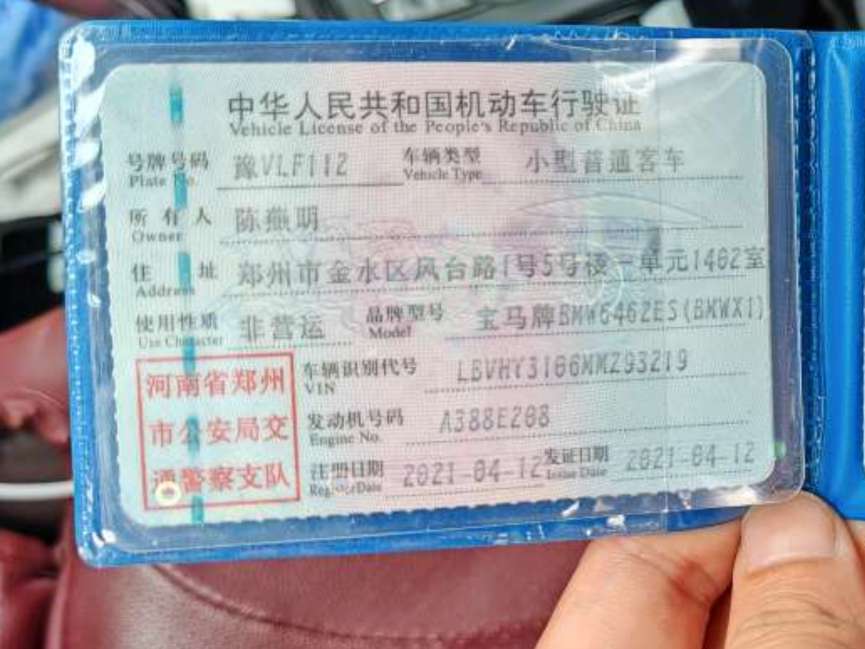 中华人民共和国机动车行驶证
Vehicle License of the People's Republic of China
号牌号码 豫VLF112 车辆类型 小型普通客车
Plate No. Vehicle Type
所有人 陈燕明
Owner
住址 郑州市金水区凤台路1号5号楼二单元1402室
Address
使用性质 非营运 品牌型号 宝马牌BMW6462ES(BMWX1)
Use Character Model
河南省郑州
市公安局交
通警察支队
车辆识别代号 LBVHY3106MMZ93219
VIN
发动机号码 A388E208
Engine No.
注册日期 2021-04-12 发证日期 2021-04-12
Register Date Issue Date